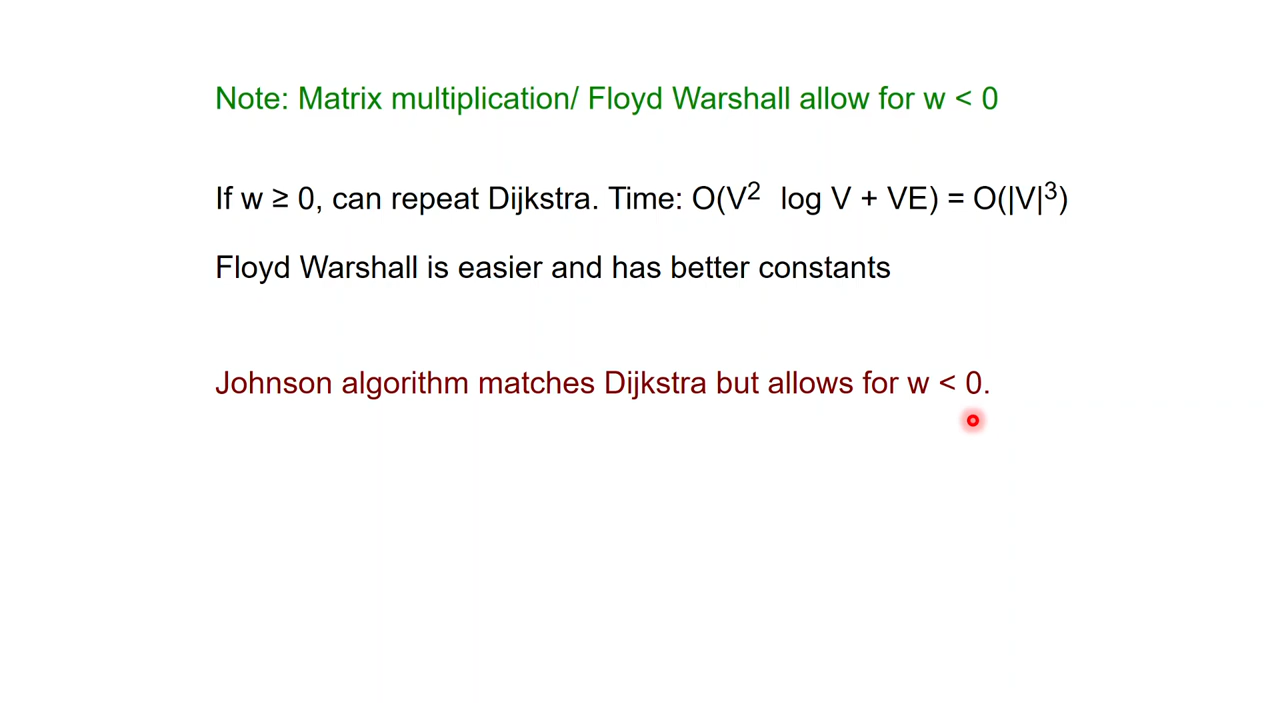 Note: Matrix multiplication/ Floyd Warshall allow for w < 0
If w ≥ 0, can repeat Dijkstra. Time: O(V² log V + VE) = O(|V|³)
Floyd Warshall is easier and has better constants
Johnson algorithm matches Dijkstra but allows for w < 0.